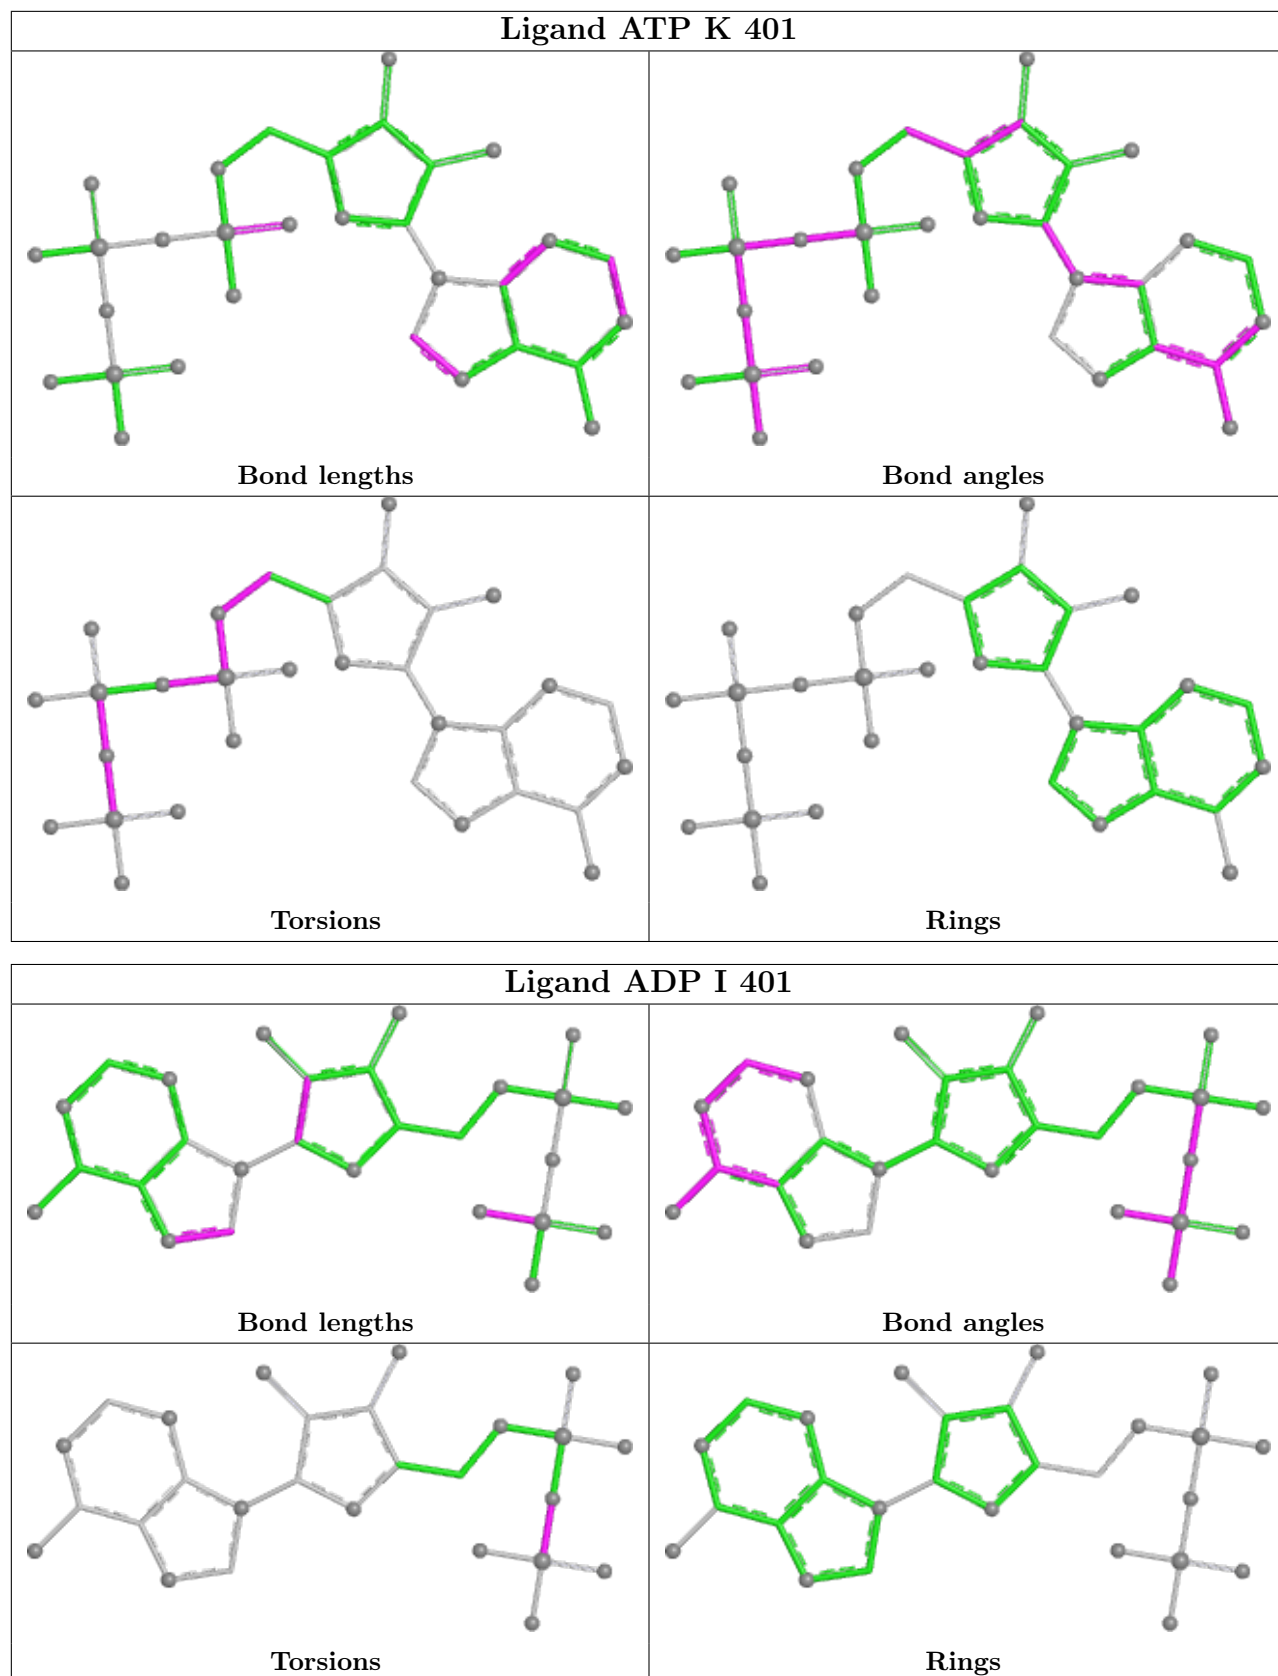 Ligand ATP K 401
Bond lengths
Bond angles
Torsions
Rings
Ligand ADP I 401
Bond lengths
Bond angles
Torsions
Rings